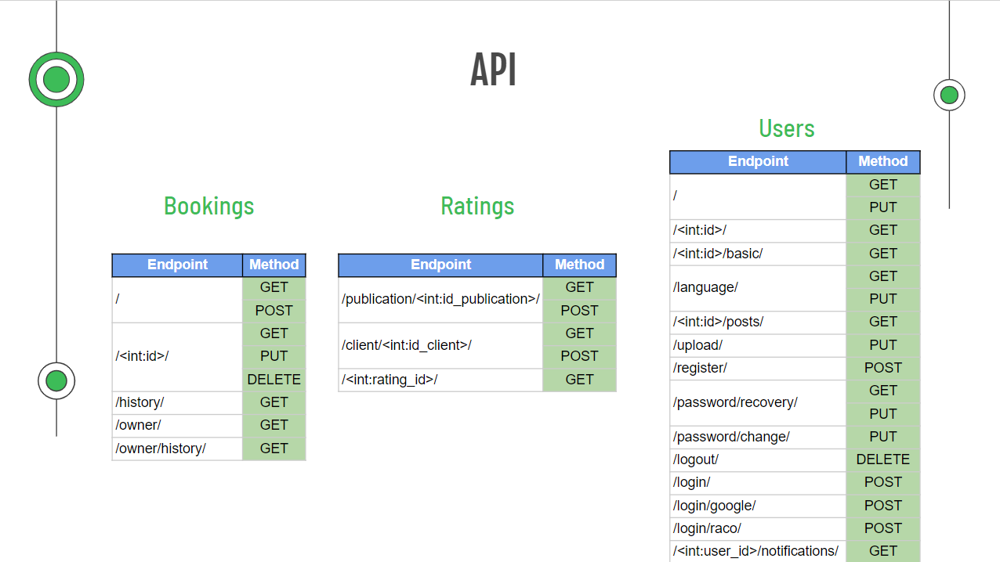 API
Bookings
Endpoint Method
/ GET
POST
/<int:id>/ GET
PUT
DELETE
/history/ GET
/owner/ GET
/owner/history/ GET
Ratings
Endpoint Method
/publication/<int:id_publication>/ GET
POST
/client/<int:id_client>/ GET
POST
/<int:rating_id>/ GET
Users
Endpoint Method
/ GET
PUT
/<int:id>/ GET
/<int:id>/basic/ GET
/language/ GET
PUT
/<int:id>/posts/ GET
/upload/ PUT
/register/ POST
/password/recovery/ GET
PUT
/password/change/ PUT
/logout/ DELETE
/login/ POST
/login/google/ POST
/login/raco/ POST
/<int:user_id>/notifications/ GET